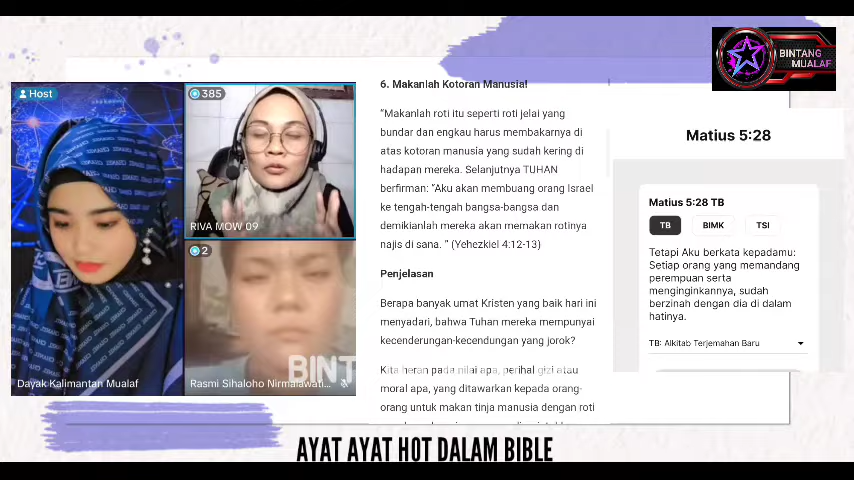 BINTANG
MUALAF
Host
385
RIVA MOW 09
2
BINT
Dayak Kalimantan Mualaf
Rasmi Sihaloho Nirmalawati...
6. Makanlah Kotoran Manusia!
“Makanlah roti itu seperti roti jelai yang
bundar dan engkau harus membakarnya di
atas kotoran manusia yang sudah kering di
hadapan mereka. Selanjutnya TUHAN
berfirman: “Aku akan membuang orang Israel
ke tengah-tengah bangsa-bangsa dan
demikianlah mereka akan memakan rotinya
najis di sana. ” (Yehezkiel 4:12-13)
Penjelasan
Berapa banyak umat Kristen yang baik hari ini
menyadari, bahwa Tuhan mereka mempunyai
kecenderungan-kecendungan yang jorok?
Kita heran pada nilai apa, perihal gizi atau
moral apa, yang ditawarkan kepada orang-
orang untuk makan tinja manusia dengan roti
Matius 5:28
Matius 5:28 TB
TB BIMK TSI
Tetapi Aku berkata kepadamu:
Setiap orang yang memandang
perempuan serta
menginginkannya, sudah
berzinah dengan dia di dalam
hatinya.
TB: Alkitab Terjemahan Baru
AYAT AYAT HOT DALAM BIBLE